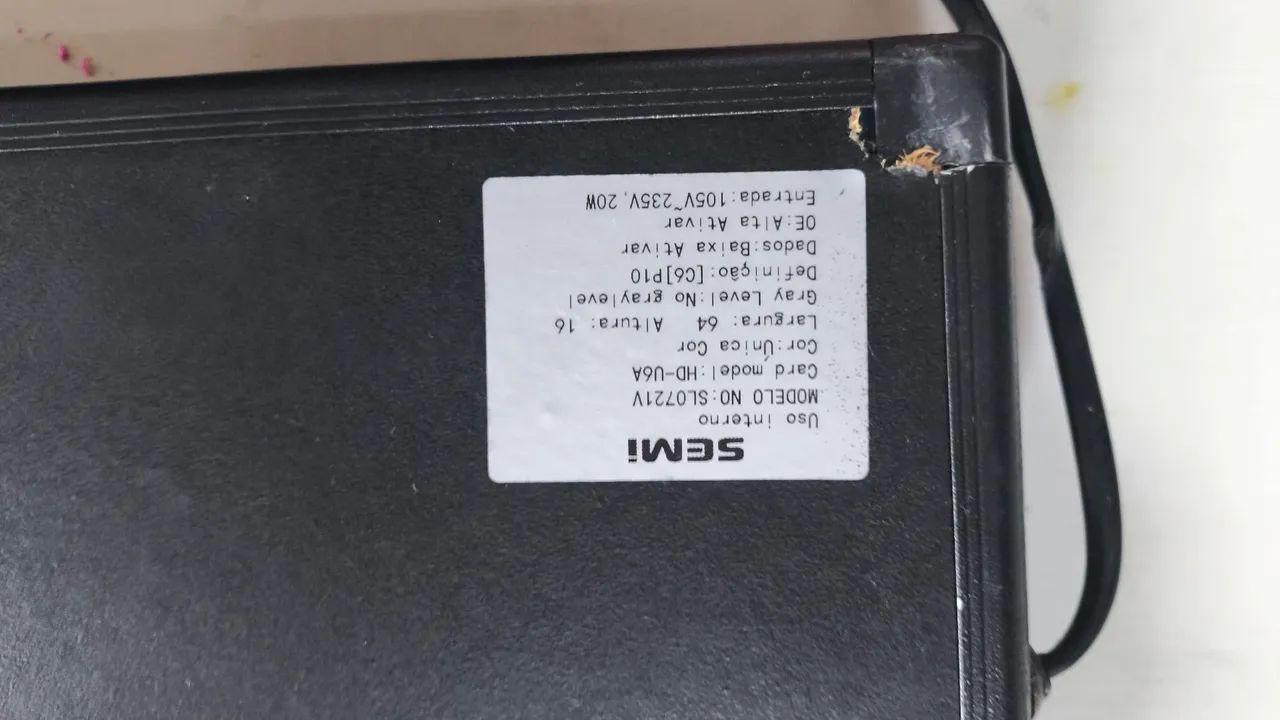 SEMi
Uso interno
MODELO NO:SL0721V
Card model:HD-U6A
Cor:Única Cor
Largura: 64 Altura: 16
Gray Level:No graylevel
Definição:[C6]P10
Dados:Baixa Ativar
OE:Alta Ativar
Entrada:105V~235V, 20W